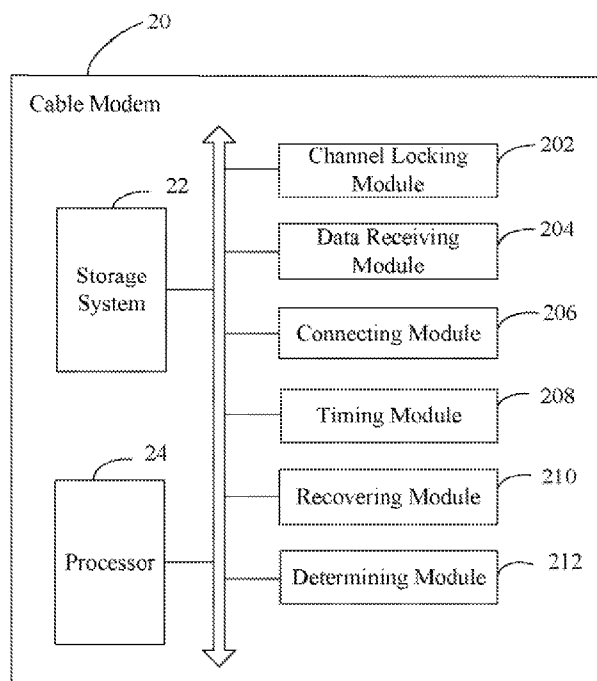 20
Cable Modem
22
Storage
System
24
Processor
Channel Locking
Module
202
Data Receiving
Module
204
Connecting Module
206
Timing Module
208
Recovering Module
210
Determining Module
212